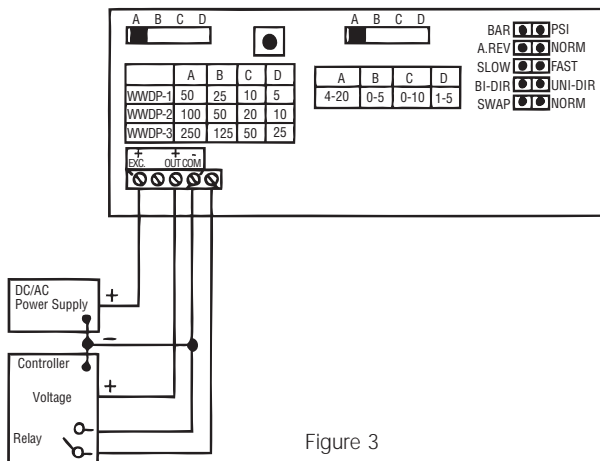 A B C D
A B C D
BAR PSI
A.REV NORM
SLOW FAST
BI-DIR UNI-DIR
SWAP NORM
A B C D
WWDP-1 50 25 10 5
WWDP-2 100 50 20 10
WWDP-3 250 125 50 25
A B C D
4-20 0-5 0-10 1-5
+ + -
EXC. OUT COM
DC/AC
Power Supply
+
-
Controller
Voltage
+
Relay
Figure 3